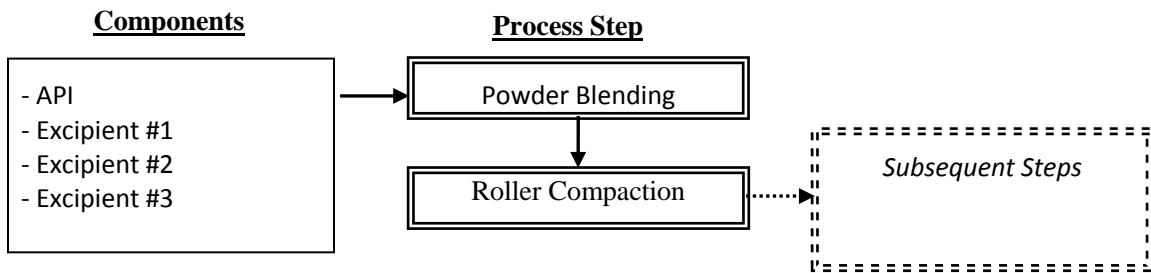 Components
- API
- Excipient #1
- Excipient #2
- Excipient #3
Process Step
Powder Blending
Roller Compaction
Subsequent Steps